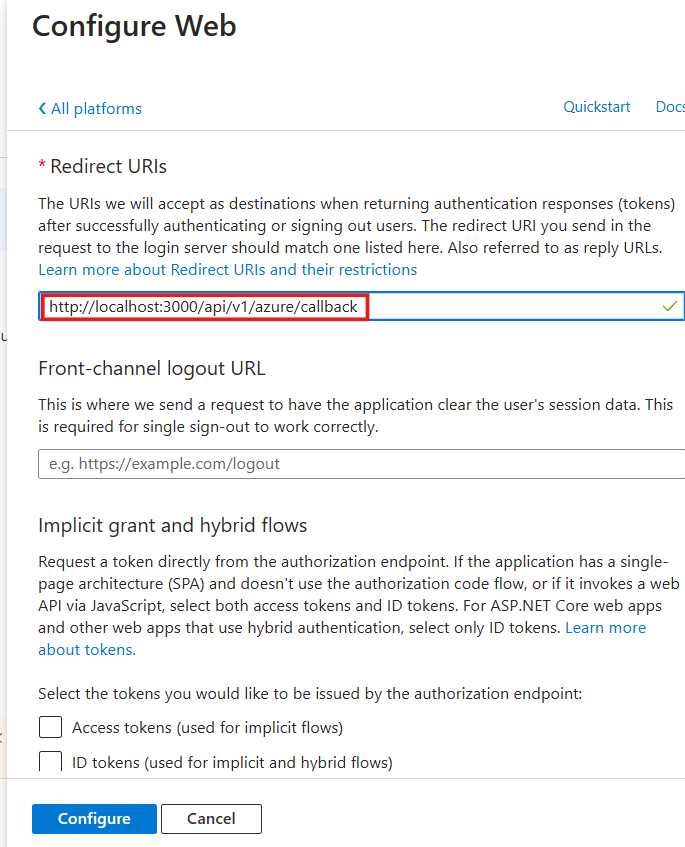 Configure Web
All platforms
Quickstart
Docs
* Redirect URIs
The URIs we will accept as destinations when returning authentication responses (tokens)
after successfully authenticating or signing out users. The redirect URI you send in the
request to the login server should match one listed here. Also referred to as reply URLs.
Learn more about Redirect URIs and their restrictions
http://localhost:3000/api/v1/azure/callback
Front-channel logout URL
This is where we send a request to have the application clear the user's session data. This
is required for single sign-out to work correctly.
e.g. https://example.com/logout
Implicit grant and hybrid flows
Request a token directly from the authorization endpoint. If the application has a single-
page architecture (SPA) and doesn't use the authorization code flow, or if it invokes a web
API via JavaScript, select both access tokens and ID tokens. For ASP.NET Core web apps
and other web apps that use hybrid authentication, select only ID tokens. Learn more
about tokens.
Select the tokens you would like to be issued by the authorization endpoint:
Access tokens (used for implicit flows)
ID tokens (used for implicit and hybrid flows)
Configure
Cancel